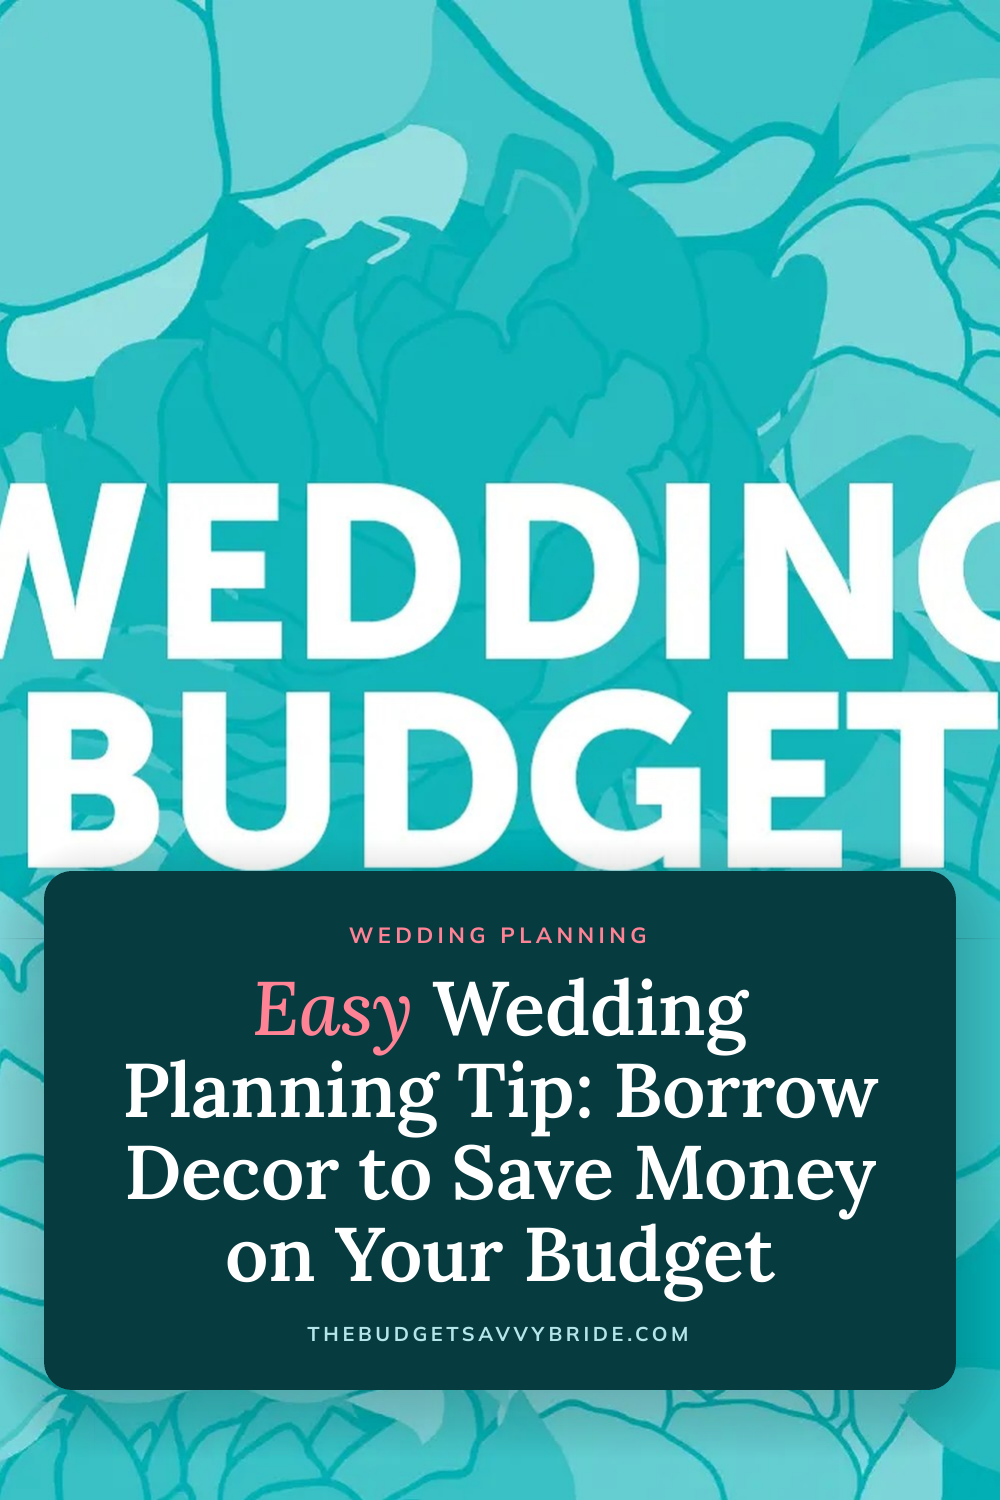 WEDDING
BUDGET
WEDDING PLANNING
Easy Wedding
Planning Tip: Borrow
Decor to Save Money
on Your Budget
THEBUDGETSAVVYBRIDE.COM